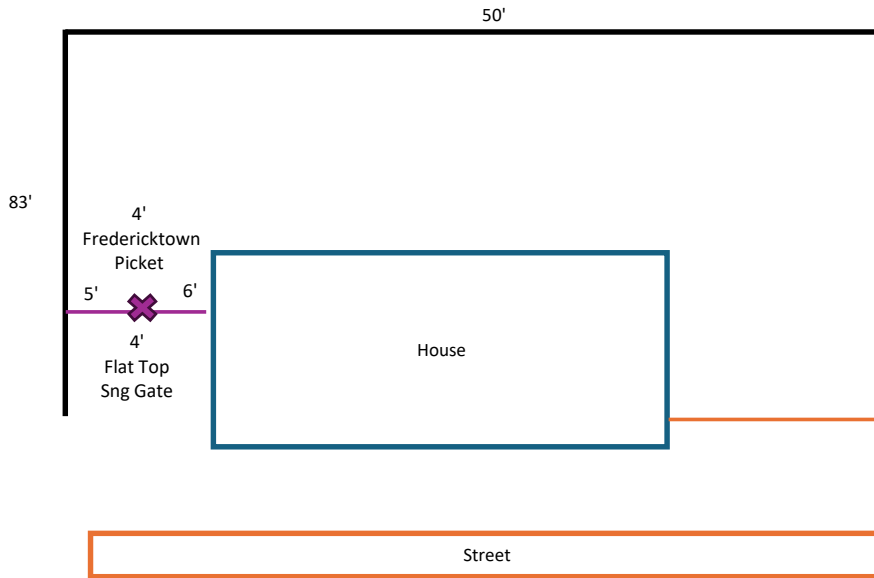 50'
83'
4'
Fredericktown
Picket
5'
6'
4'
Flat Top
Sng Gate
House
Street